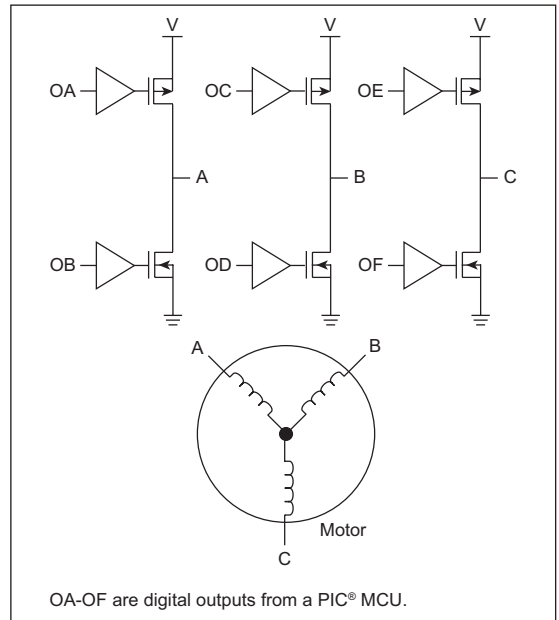 V V V
OA OC OE
A B C
OB OD OF
A B
Motor
C
OA-OF are digital outputs from a PIC® MCU.